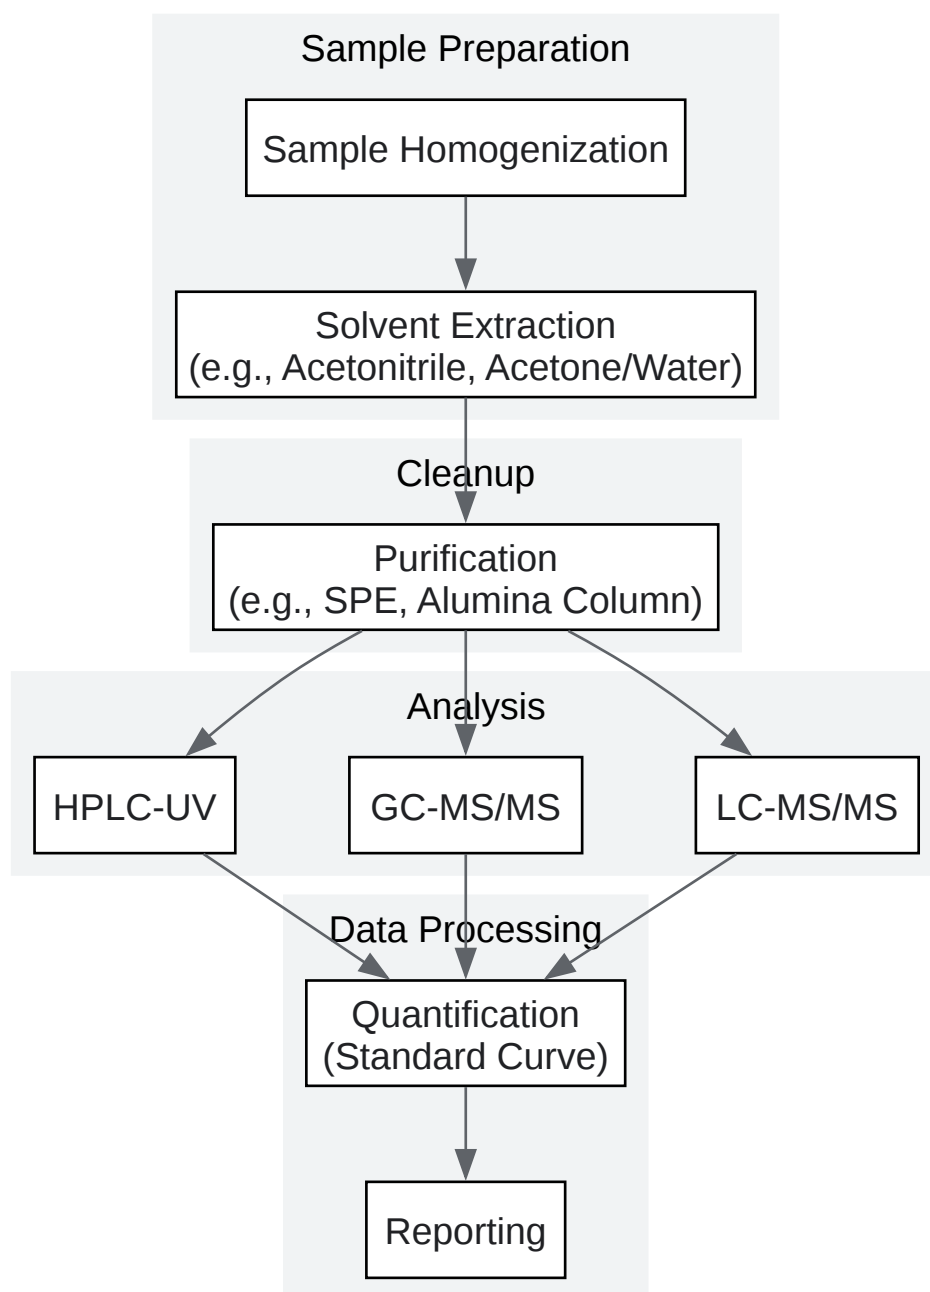 Sample Preparation
Sample Homogenization
Solvent Extraction
(e.g., Acetonitrile, Acetone/Water)
Cleanup
Purification
(e.g., SPE, Alumina Column)
Analysis
HPLC-UV
GC-MS/MS
LC-MS/MS
Data Processing
Quantification
(Standard Curve)
Reporting